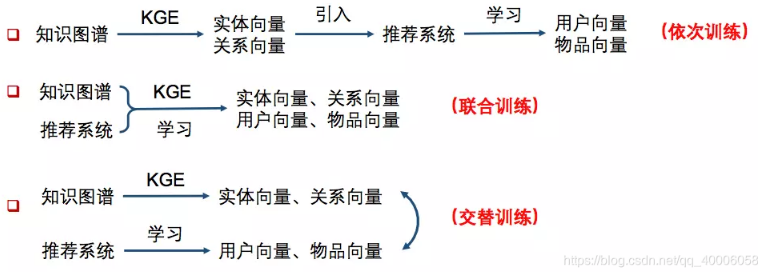 知识图谱 KGE 实体向量 引入 推荐系统 学习 用户向量 (依次训练)
关系向量 物品向量
知识图谱 KGE 实体向量、关系向量 (联合训练)
推荐系统 学习 用户向量、物品向量
知识图谱 KGE 实体向量、关系向量 (交替训练)
推荐系统 学习 用户向量、物品向量
https://blog.csdn.net/qq_40006058